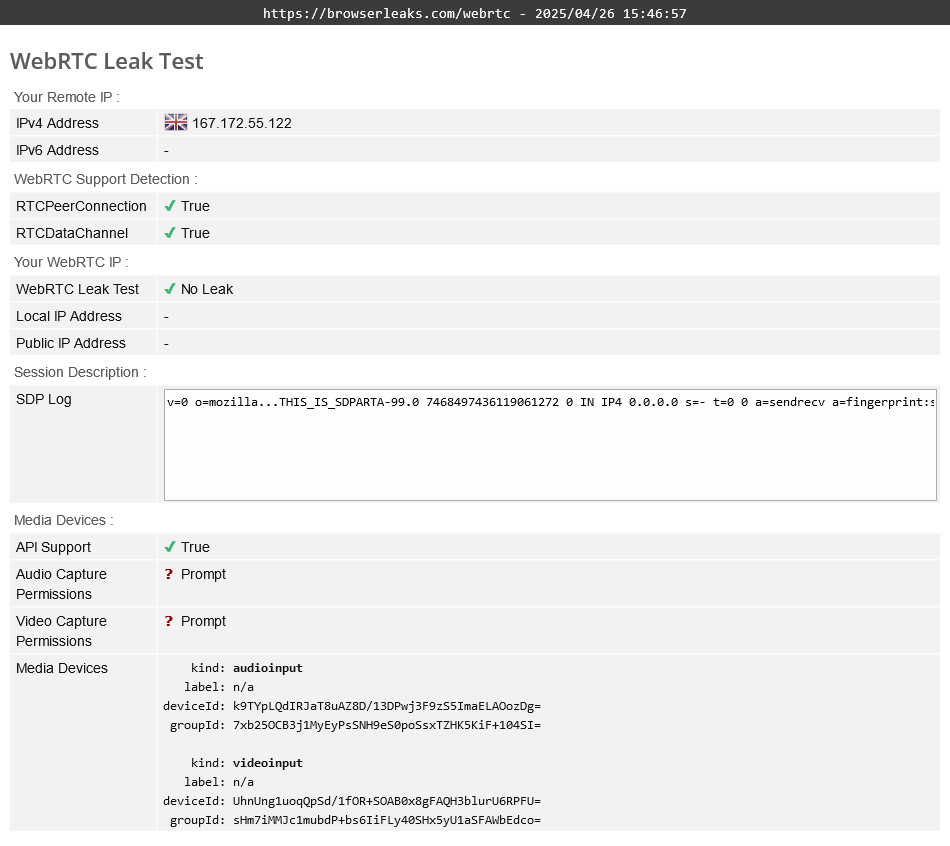 https://browserleaks.com/webrtc - 2025/04/26 15:46:57
WebRTC Leak Test
Your Remote IP :
IPv4 Address 167.172.55.122
IPv6 Address -
WebRTC Support Detection :
RTCPeerConnection ✔ True
RTCDataChannel ✔ True
Your WebRTC IP :
WebRTC Leak Test ✔ No Leak
Local IP Address -
Public IP Address -
Session Description :
SDP Log v=0 o=mozilla...THIS_IS_SDPARTA-99.0 7468497436119061272 0 IN IP4 0.0.0.0 s=- t=0 0 a=sendrecv a=fingerprint:s
Media Devices :
API Support ✔ True
Audio Capture ? Prompt
Permissions
Video Capture ? Prompt
Permissions
Media Devices kind: audioinput
label: n/a
deviceId: k9TYpLQdIRJaT8uAZ8D/13DPwj3F9zS5ImaELAOozDg=
groupId: 7xb25OCB3j1MyEyPsSNH9eS0poSsxTZHK5KiF+104SI=
kind: videoinput
label: n/a
deviceId: UhnUng1uoqQpSd/1fOR+SOAB0x8gFAQH3blurU6RPFU=
groupId: sHm7iMMJc1mubdP+bs6IiFLy40SHx5yU1aSFAWbEdco=